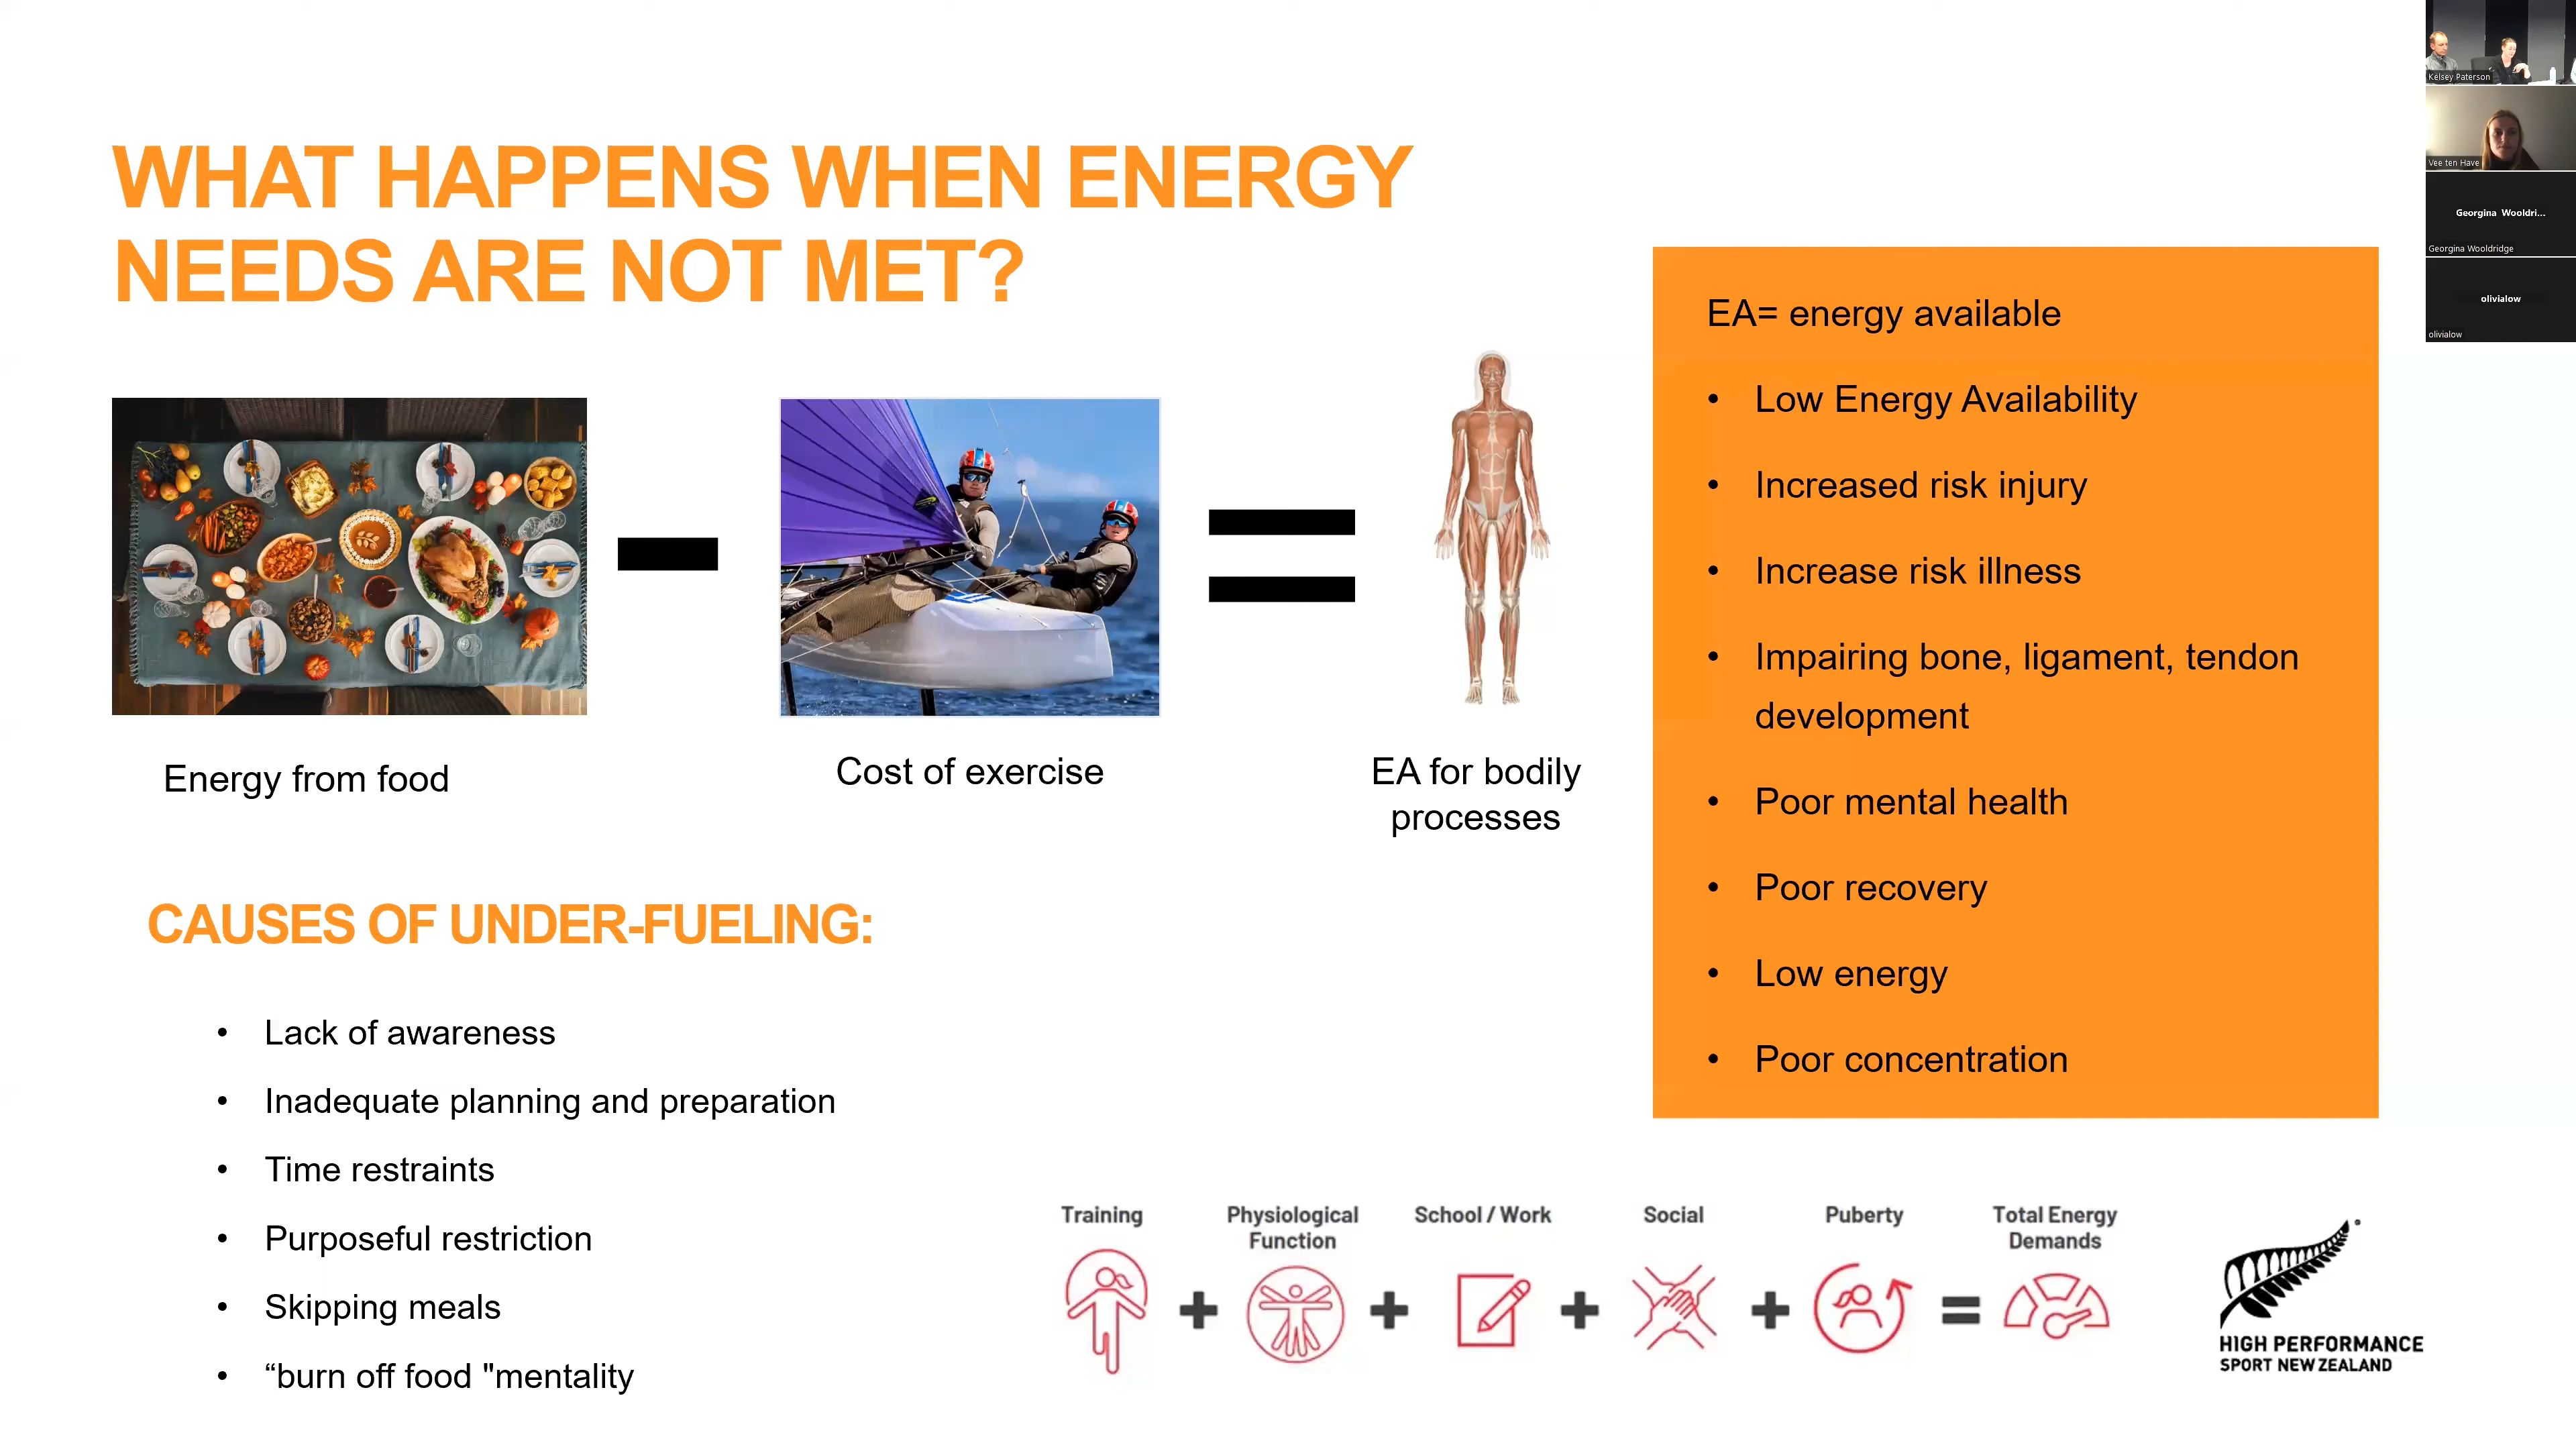 WHAT HAPPENS WHEN ENERGY
NEEDS ARE NOT MET?
Energy from food
Cost of exercise
EA for bodily
processes
EA= energy available
• Low Energy Availability
• Increased risk injury
• Increase risk illness
• Impairing bone, ligament, tendon
development
• Poor mental health
• Poor recovery
• Low energy
• Poor concentration
CAUSES OF UNDER-FUELING:
• Lack of awareness
• Inadequate planning and preparation
• Time restraints
• Purposeful restriction
• Skipping meals
• “burn off food "mentality
Training
Physiological
Function
School / Work
Social
Puberty
Total Energy
Demands
HIGH PERFORMANCE
SPORT NEW ZEALAND
Kelsey Paterson
Vee ten Have
Georgina Wooldri...
Georgina Wooldridge
olivialow
olivialow